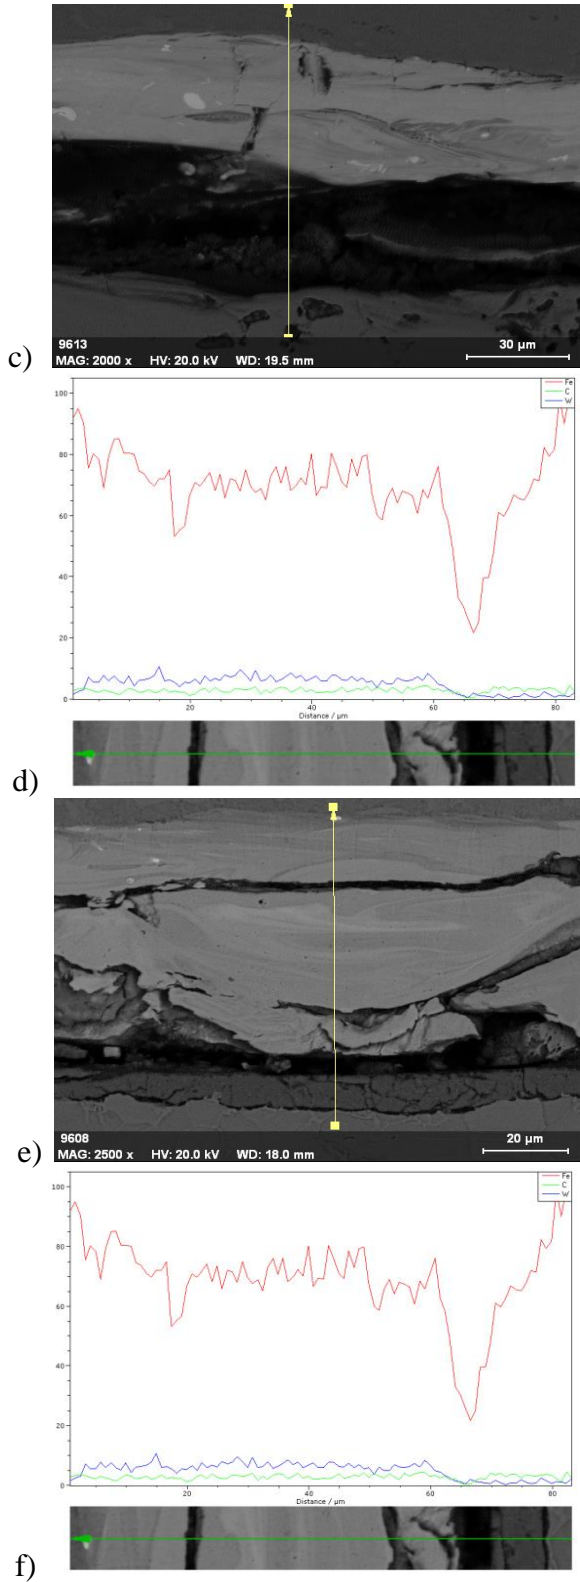 9613
MAG: 2000 x HV: 20.0 kV WD: 19.5 mm
30 µm
c)
100
80
60
40
20
0
20
40
60
80
Distance / µm
Fe
C
W
d)
9608
MAG: 2500 x HV: 20.0 kV WD: 18.0 mm
20 µm
e)
100
80
60
40
20
0
20
40
60
80
Distance / µm
Fe
C
W
f)